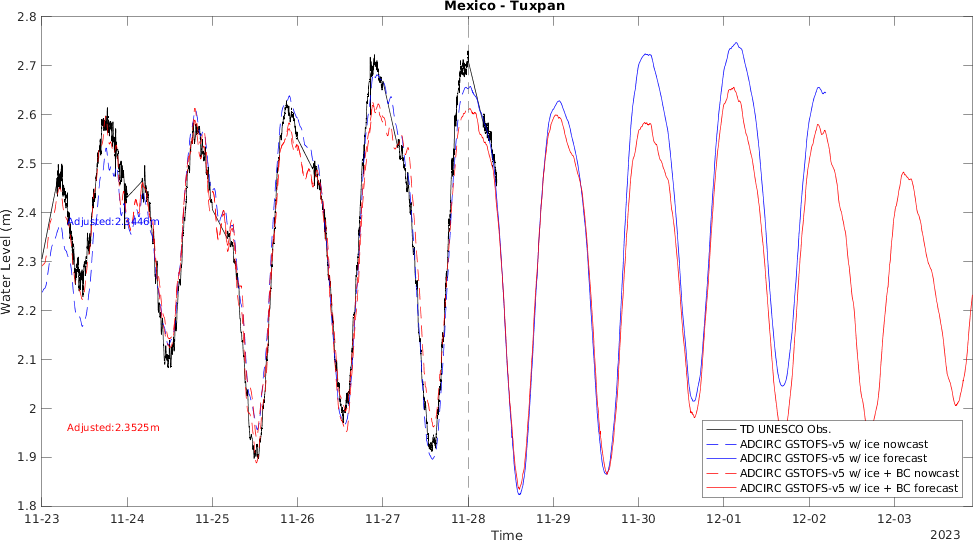 Mexico - Tuxpan
2.8
2.7
2.6
2.5
2.4
2.3
2.2
2.1
2
1.9
1.8
Water Level (m)
Adjusted:2.3446m
Adjusted:2.3525m
TD UNESCO Obs.
ADCIRC GSTOFS-v5 w/ ice nowcast
ADCIRC GSTOFS-v5 w/ ice forecast
ADCIRC GSTOFS-v5 w/ ice + BC nowcast
ADCIRC GSTOFS-v5 w/ ice + BC forecast
11-23 11-24 11-25 11-26 11-27 11-28 11-29 11-30 12-01 12-02 12-03
Time
2023